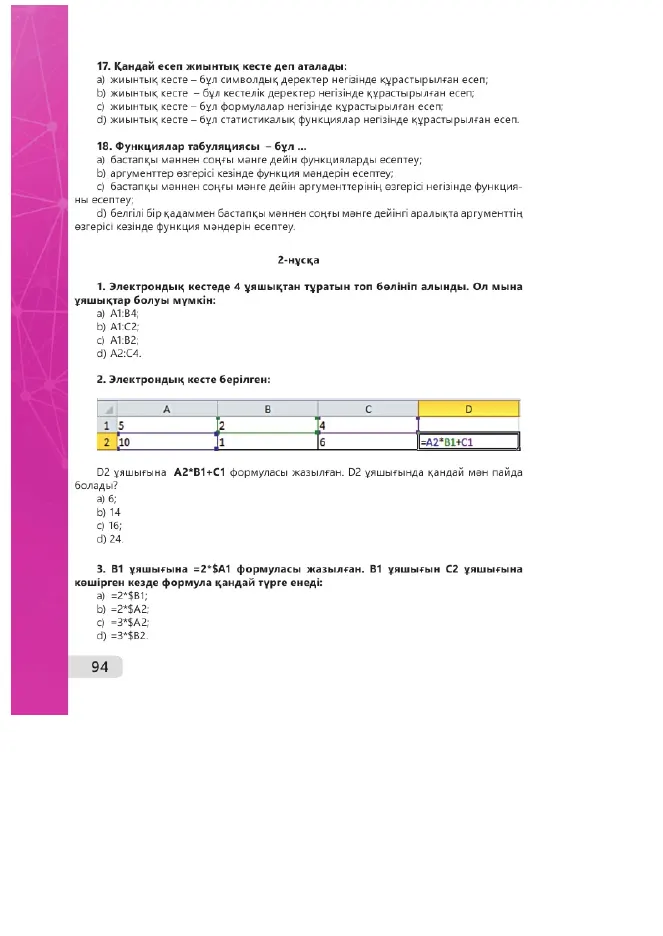 17. Қандай есеп жиынтық кесте деп аталады:
a) жиынтық кесте – бұл символдық деректер негізінде құрастырылған есеп;
b) жиынтық кесте – бұл кестелік деректер негізінде құрастырылған есеп;
c) жиынтық кесте – бұл формулалар негізінде құрастырылған есеп;
d) жиынтық кесте – бұл статистикалық функциялар негізінде құрастырылған есеп.
18. Функциялар табуляциясы – бұл ...
a) бастапқы мәннен соңғы мәнге дейін функцияларды есептеу;
b) аргументтер өзгерісі кезінде функция мәндерін есептеу;
c) бастапқы мәннен соңғы мәнге дейін аргументтерінің өзгерісі негізінде функция-
ны есептеу;
d) белгілі бір қадаммен бастапқы мәннен соңғы мәнге дейінгі аралықта аргументтің
өзгерісі кезінде функция мәндерін есептеу.
2-нұсқа
1. Электрондық кестеде 4 ұяшықтан тұратын топ бөлініп алынды. Ол мына
ұяшықтар болуы мүмкін:
a) A1:B4;
b) A1:C2;
c) A1:B2;
d) A2:C4.
2. Электрондық кесте берілген:
A B C D
1 5 2 4
2 10 1 6 =A2*B1+C1
D2 ұяшығына A2*B1+C1 формуласы жазылған. D2 ұяшығында қандай мән пайда
болады?
a) 6;
b) 14
c) 16;
d) 24.
3. B1 ұяшығына =2*$A1 формуласы жазылған. B1 ұяшығын C2 ұяшығына
көшірген кезде формула қандай түрге енеді:
a) =2*$B1;
b) =2*$A2;
c) =3*$A2;
d) =3*$B2.
94